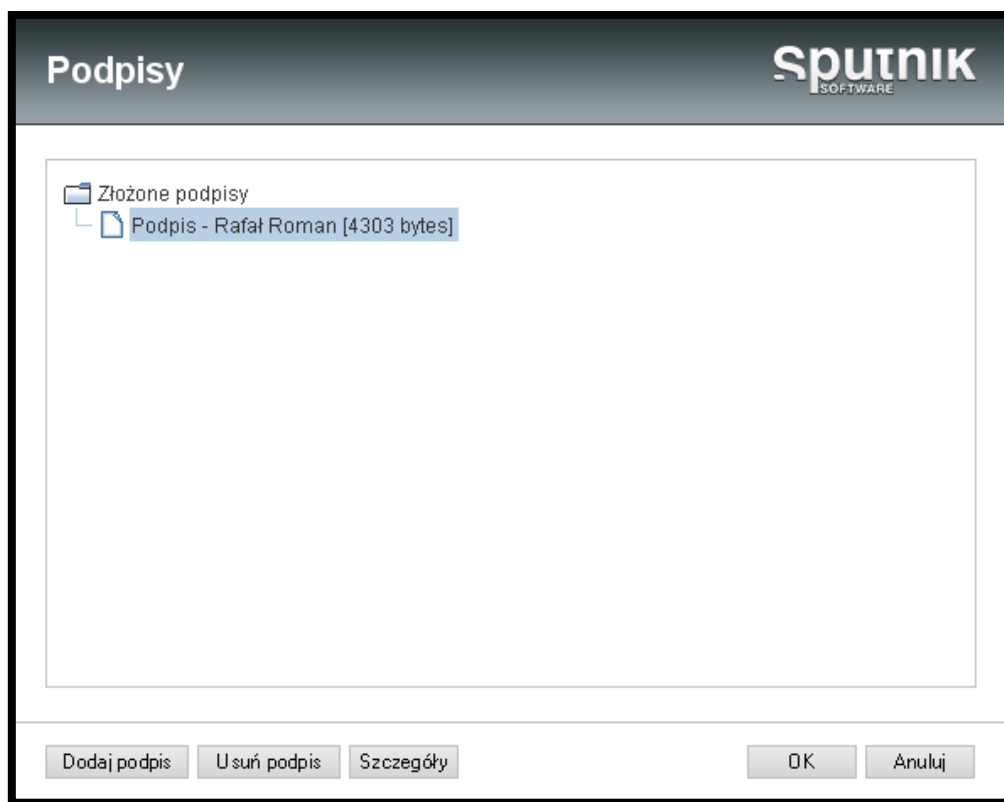 Podpisy
Sputnik
SOFTWARE
Złożone podpisy
Podpis - Rafał Roman [4303 bytes]
Dodaj podpis Usuń podpis Szczegóły OK Anuluj